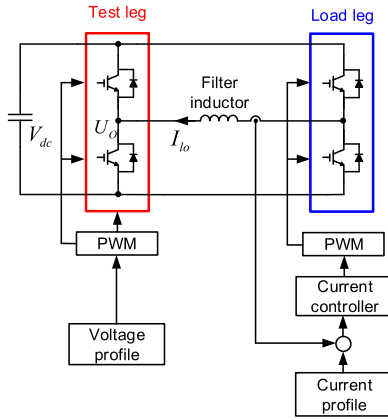 Test leg
Load leg
Filter
inductor
V_dc
U_O
I_lo
PWM
PWM
Current
controller
Voltage
profile
Current
profile